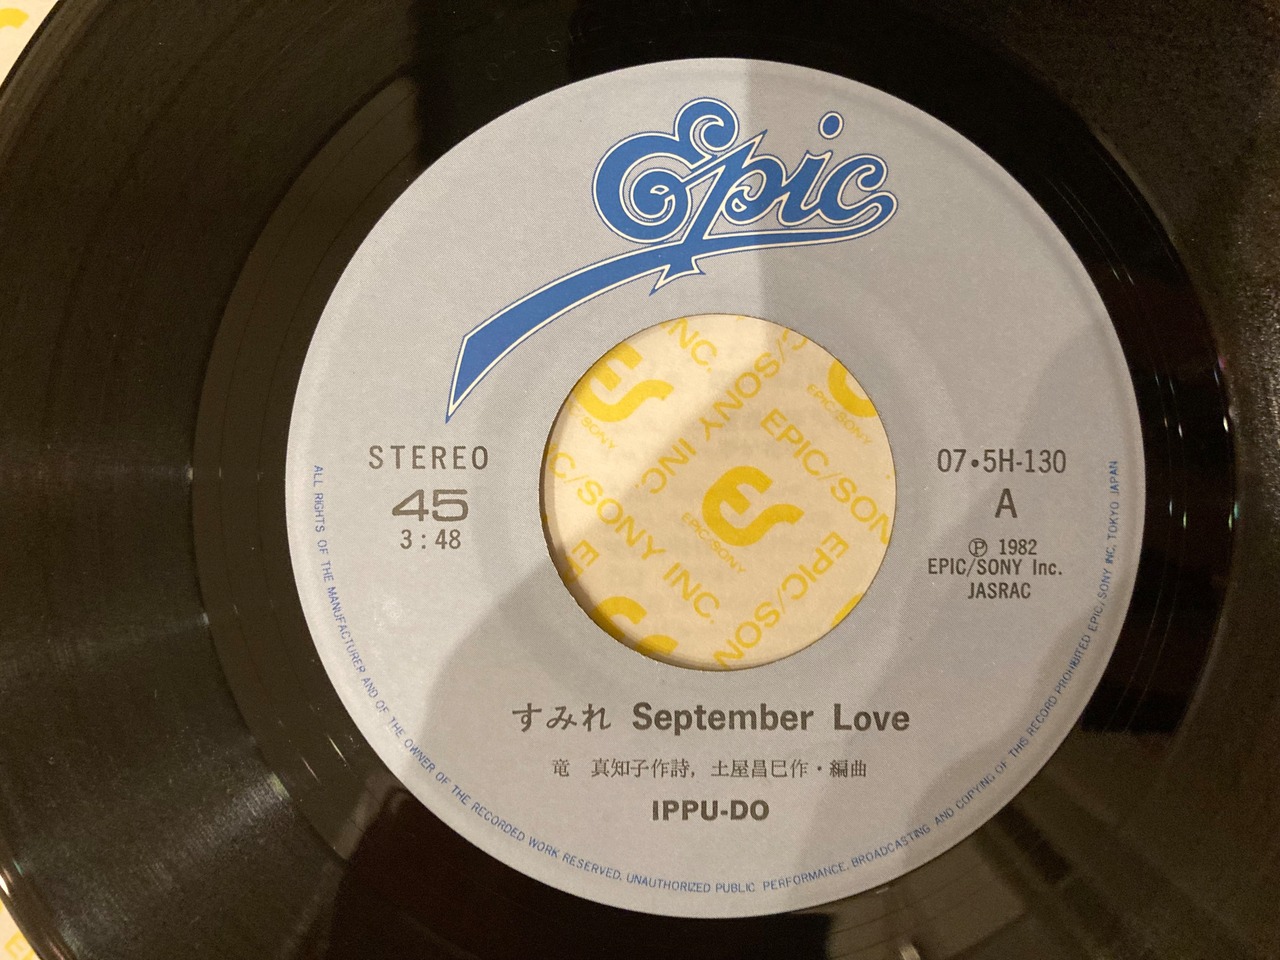 Epic
STEREO
45
3:48
07•5H-130
A
Ⓟ 1982
EPIC/SONY Inc.
JASRAC
INC.
SONY/C
EPIC/SONY
EPIC/SON
SONY INC.
C/SONY INC.
EPIC/SONY
EPIC/SON
すみれ September Love
竜 真知子作詩, 土屋昌巳作・編曲
IPPU-DO
ALL RIGHTS OF THE MANUFACTURER AND OF THE OWNER OF THE RECORDED WORK RESERVED, UNAUTHORIZED PUBLIC PERFORMANCE, BROADCASTING AND COPYING OF THIS RECORD PROHIBITED EPIC/SONY INC, TOKYO JAPAN